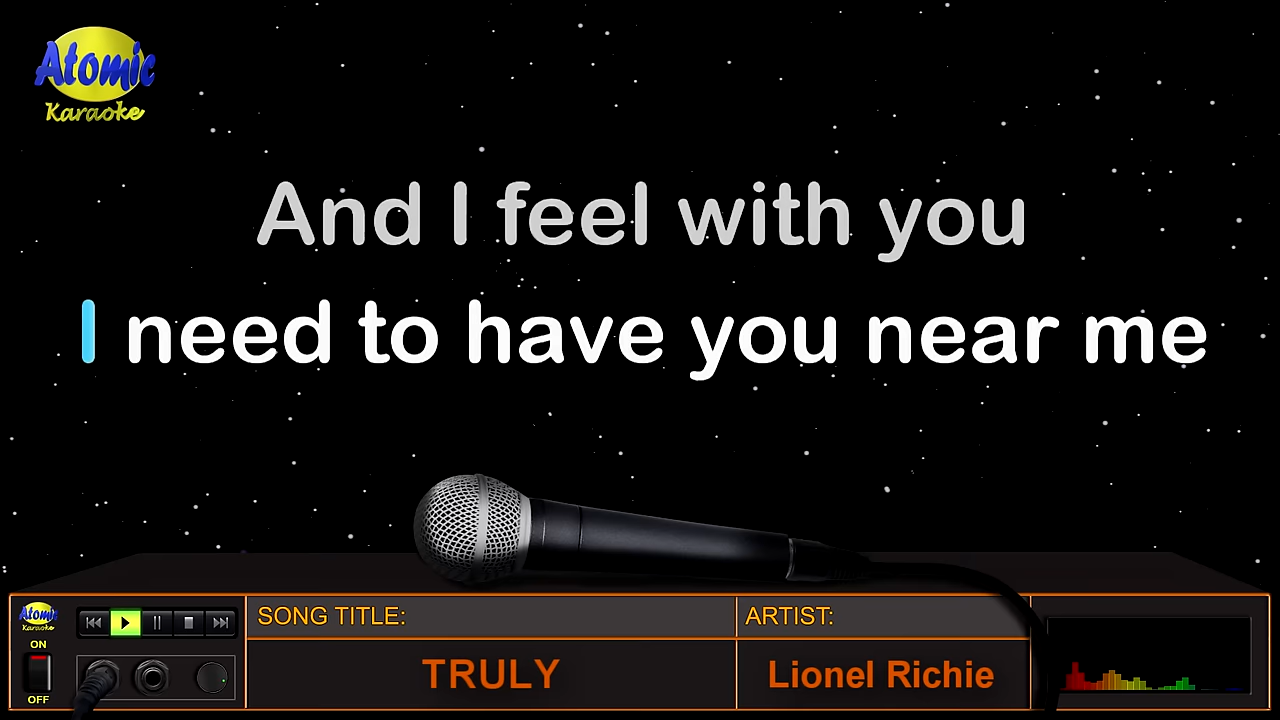 Atomic
Karaoke
And I feel with you
I need to have you near me
Atomic
Karaoke
ON
OFF
SONG TITLE:
ARTIST:
TRULY
Lionel Richie